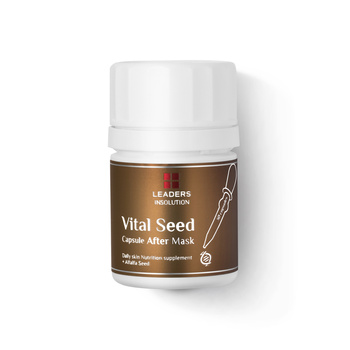 LEADERS
INSOLUTION
Vital Seed
Capsule After Mask
Daily skin Nutrition supplement
+ Alfalfa Seed